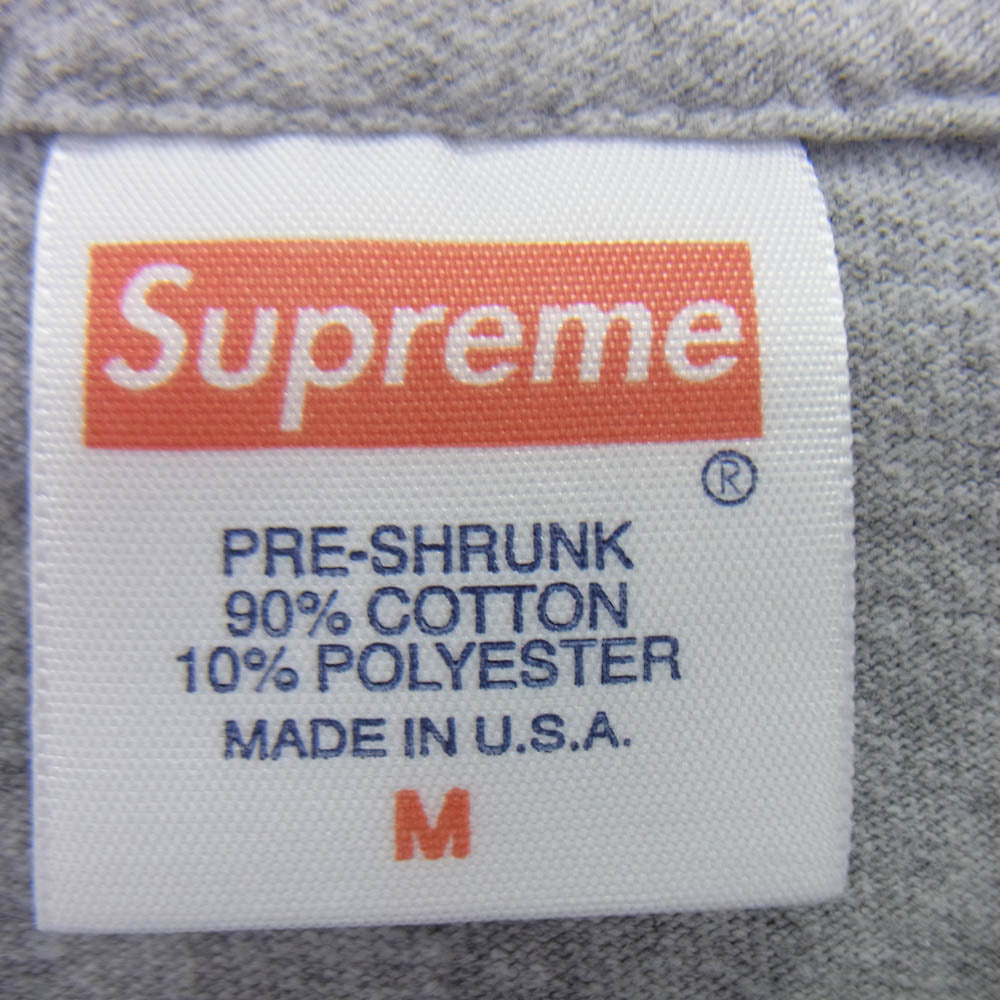 Supreme
®
PRE-SHRUNK
90% COTTON
10% POLYESTER
MADE IN U.S.A.
M